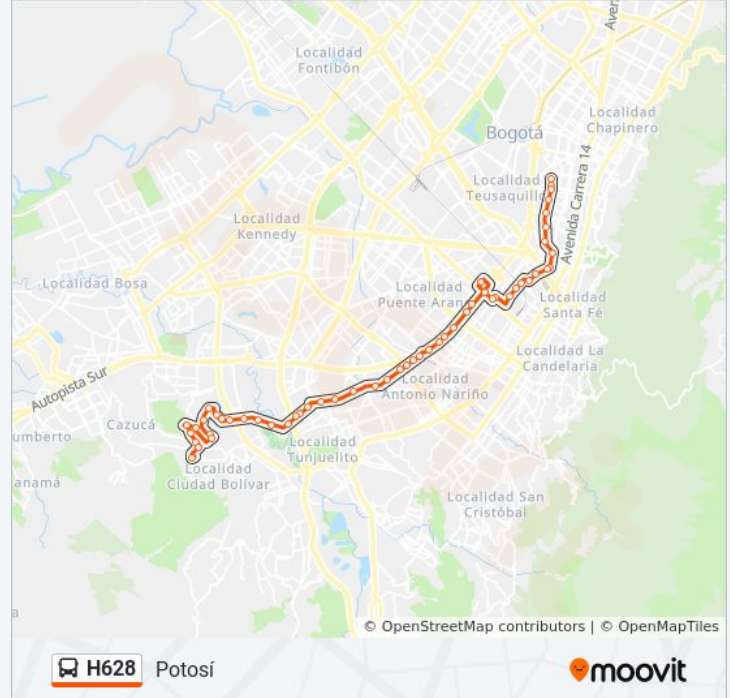 Localidad
Fontibón
Aven
Localidad
Chapinero
Bogotá
Localidad
Teusaquillo
Avenida Carrera 14
Localidad
Kennedy
Localidad Bosa
Localidad
Puente Aran
Localidad
Santa Fé
Localidad La
Candelaria
Autopista Sur
Localidad
Antonio Nariño
Cazucá
umberto
Localidad
Tunjuelito
anamá
Localidad
Ciudad Bolívar
Localidad San
Cristóbal
a
© OpenStreetMap contributors | © OpenMapTiles
H628 Potosí
moovit